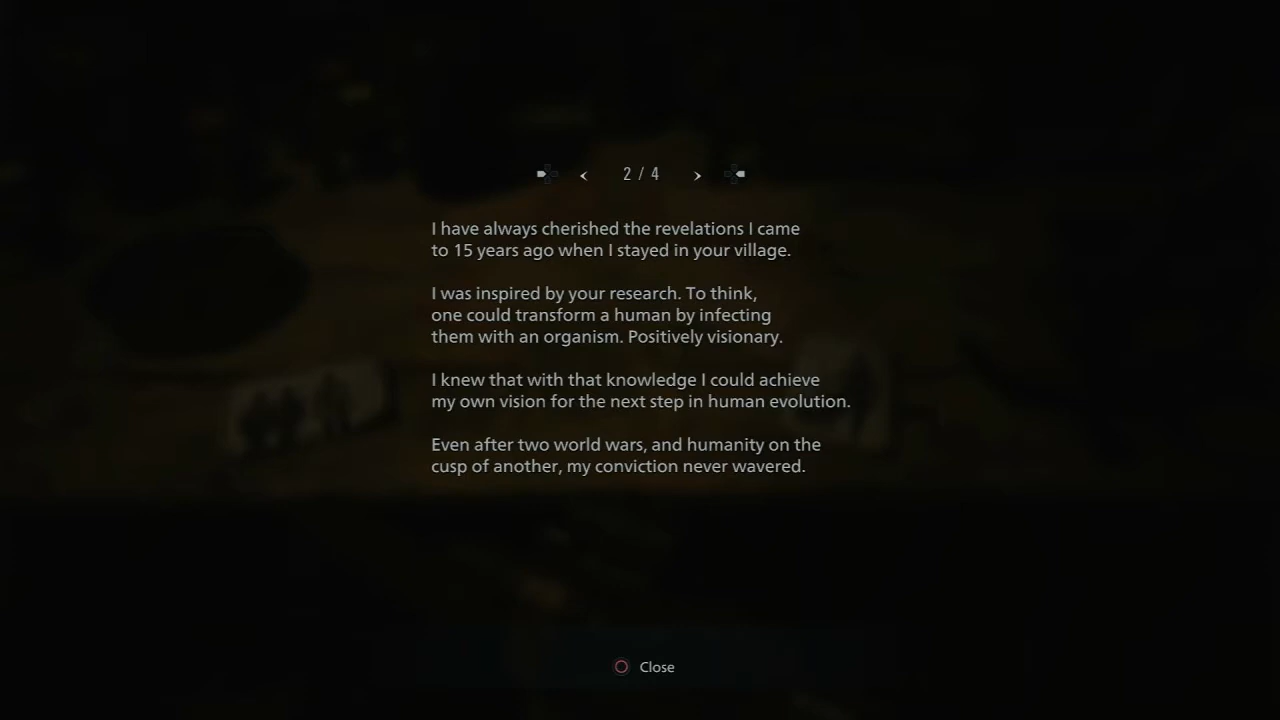 2 / 4
I have always cherished the revelations I came
to 15 years ago when I stayed in your village.
I was inspired by your research. To think,
one could transform a human by infecting
them with an organism. Positively visionary.
I knew that with that knowledge I could achieve
my own vision for the next step in human evolution.
Even after two world wars, and humanity on the
cusp of another, my conviction never wavered.
Close